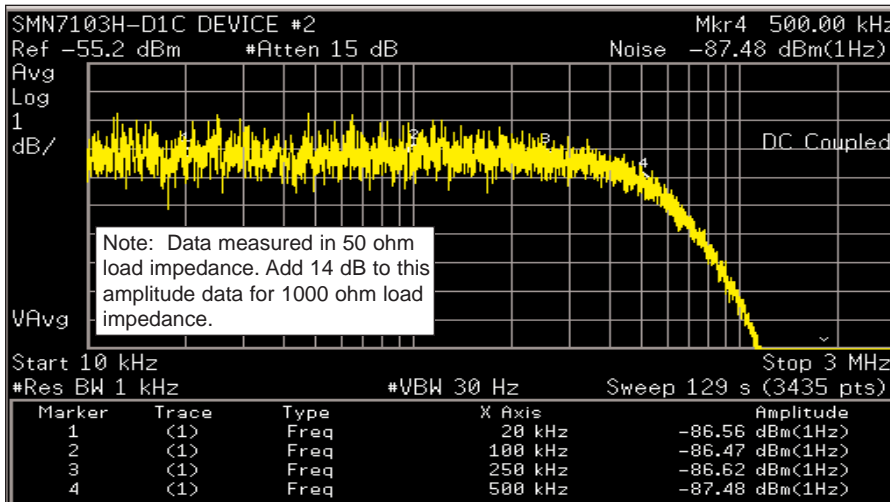 SMN7103H-D1C DEVICE #2 Mkr4 500.00 kHz
Ref -55.2 dBm #Atten 15 dB Noise -87.48 dBm(1Hz)
Avg
Log
1
dB/
1 2 3 4
DC Coupled
Note: Data measured in 50 ohm
load impedance. Add 14 dB to this
amplitude data for 1000 ohm load
impedance.
VAvg
Start 10 kHz Stop 3 MHz
#Res BW 1 kHz #VBW 30 Hz Sweep 129 s (3435 pts)
Marker Trace Type X Axis Amplitude
1 (1) Freq 20 kHz -86.56 dBm(1Hz)
2 (1) Freq 100 kHz -86.47 dBm(1Hz)
3 (1) Freq 250 kHz -86.62 dBm(1Hz)
4 (1) Freq 500 kHz -87.48 dBm(1Hz)